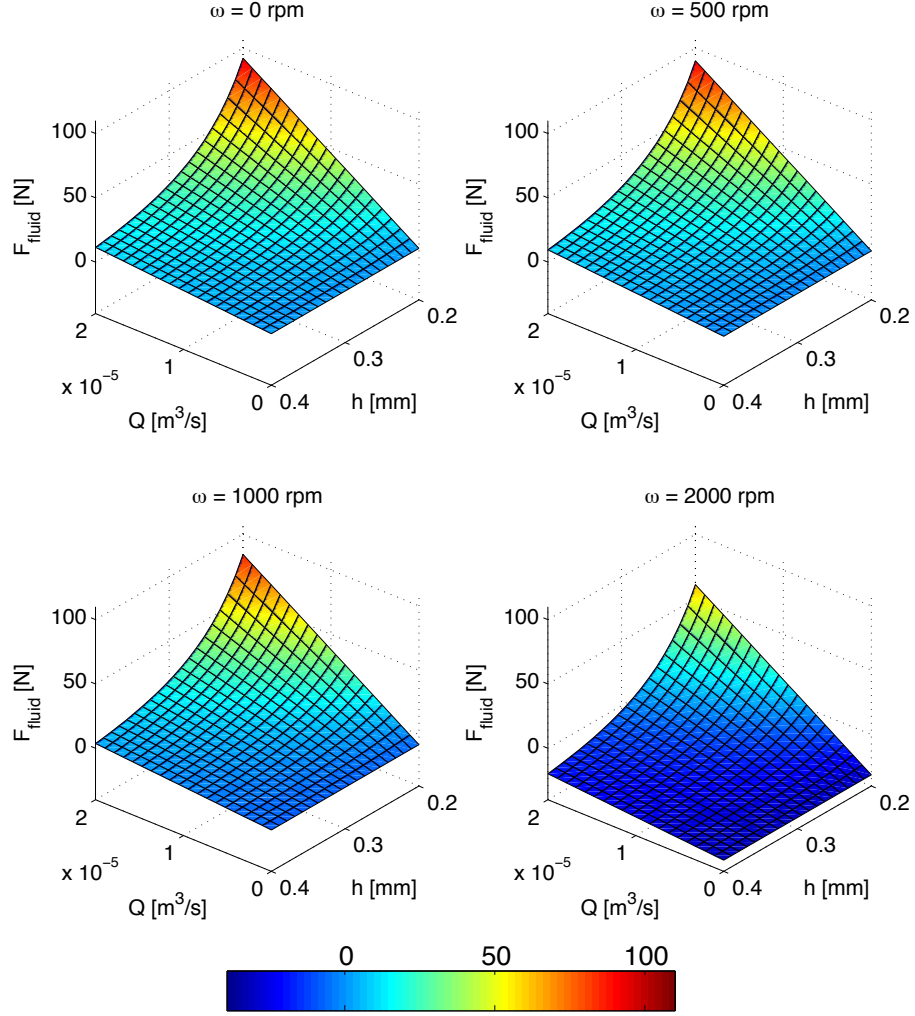 ω = 0 rpm
100
50
0
F_fluid [N]
2
1
0
x 10^-5
Q [m^3/s]
0.4
0.3
0.2
h [mm]
ω = 500 rpm
100
50
0
F_fluid [N]
2
1
0
x 10^-5
Q [m^3/s]
0.4
0.3
0.2
h [mm]
ω = 1000 rpm
100
50
0
F_fluid [N]
2
1
0
x 10^-5
Q [m^3/s]
0.4
0.3
0.2
h [mm]
ω = 2000 rpm
100
50
0
F_fluid [N]
2
1
0
x 10^-5
Q [m^3/s]
0.4
0.3
0.2
h [mm]
0 50 100